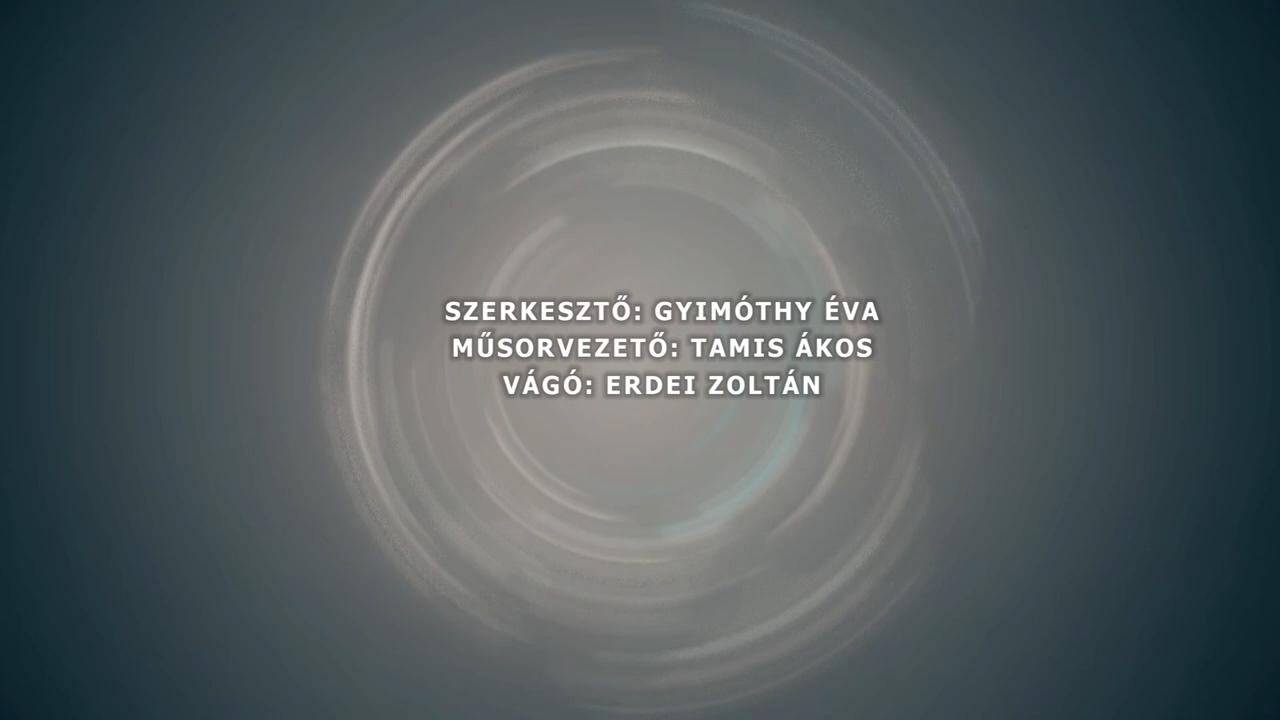 SZERKESZTŐ: GYIMÓTHY ÉVA
MŰSORVEZETŐ: TAMIS ÁKOS
VÁGÓ: ERDEI ZOLTÁN